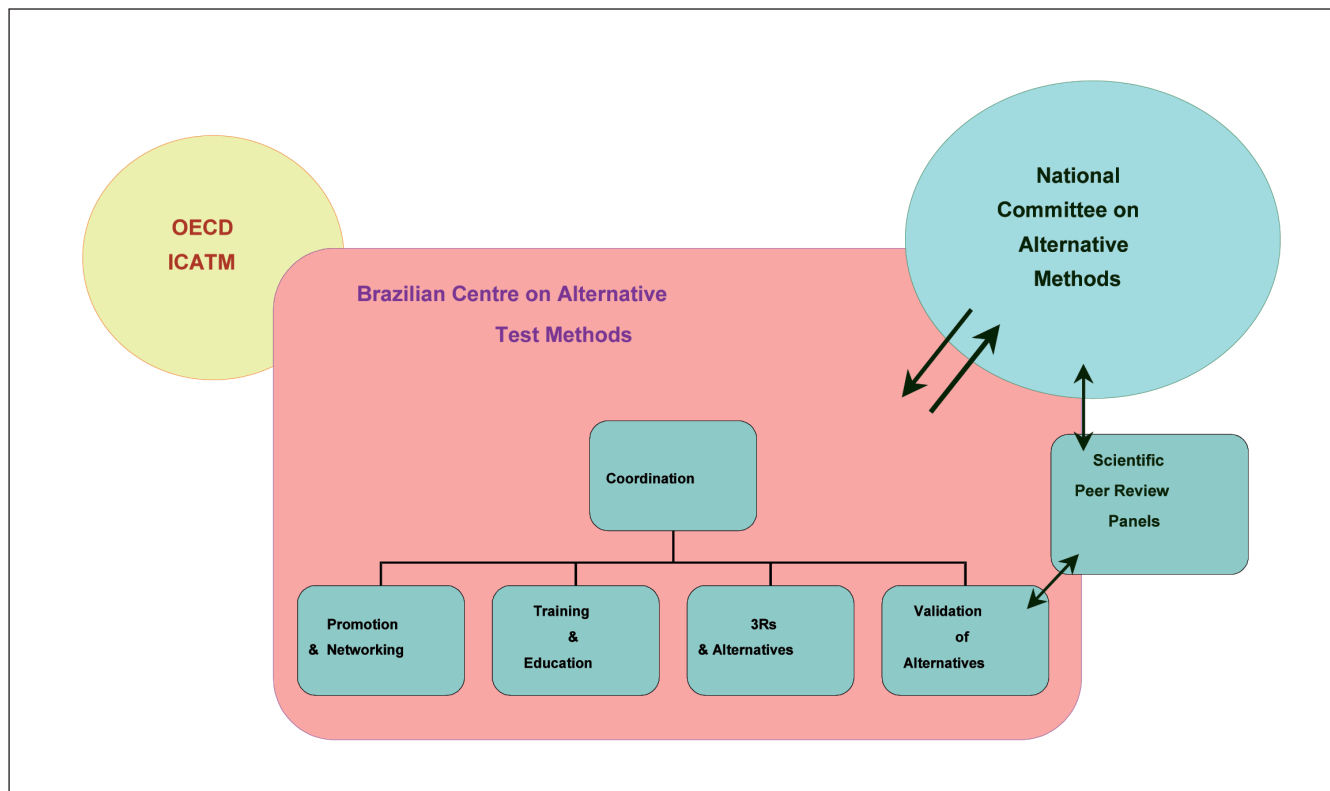 OECD
ICATM
National
Committee on
Alternative
Methods
Brazilian Centre on Alternative
Test Methods
Coordination
Scientific
Peer Review
Panels
Promotion
& Networking
Training
&
Education
3Rs
& Alternatives
Validation
of
Alternatives